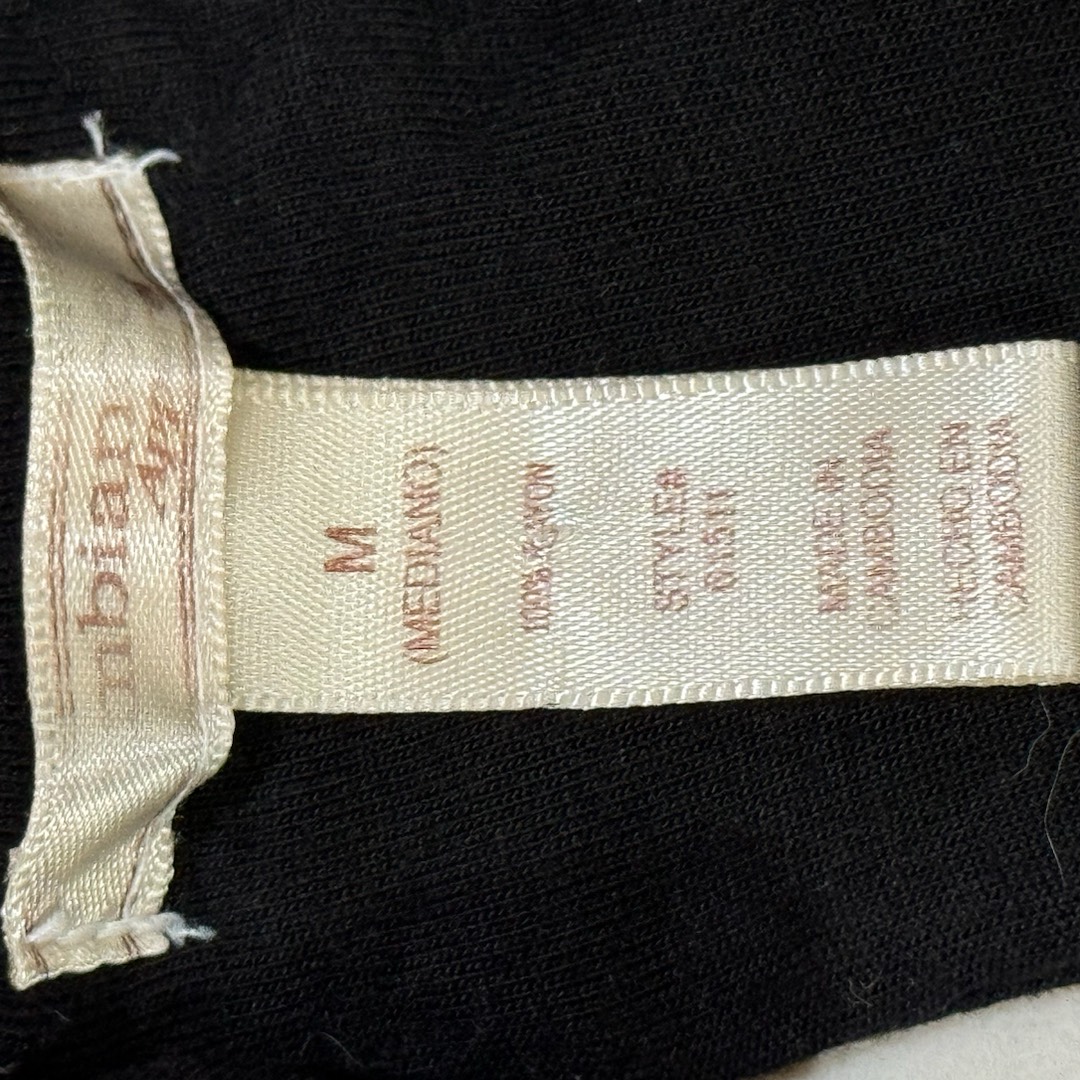 M
(MEDIANO)
100% RAYON
STYLE#
MADE IN
CAMBODIA
HECHO EN
CAMBODIA